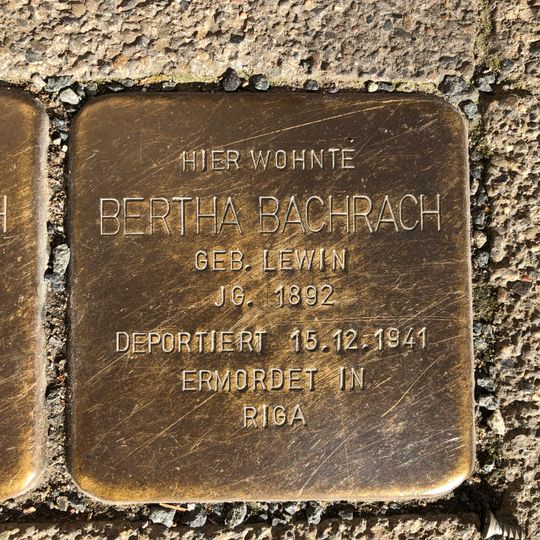 HIER WOHNTE
BERTHA BACHRACH
GEB. LEWIN
JG. 1892
DEPORTIERT 15.12.1941
ERMORDET IN
RIGA
H